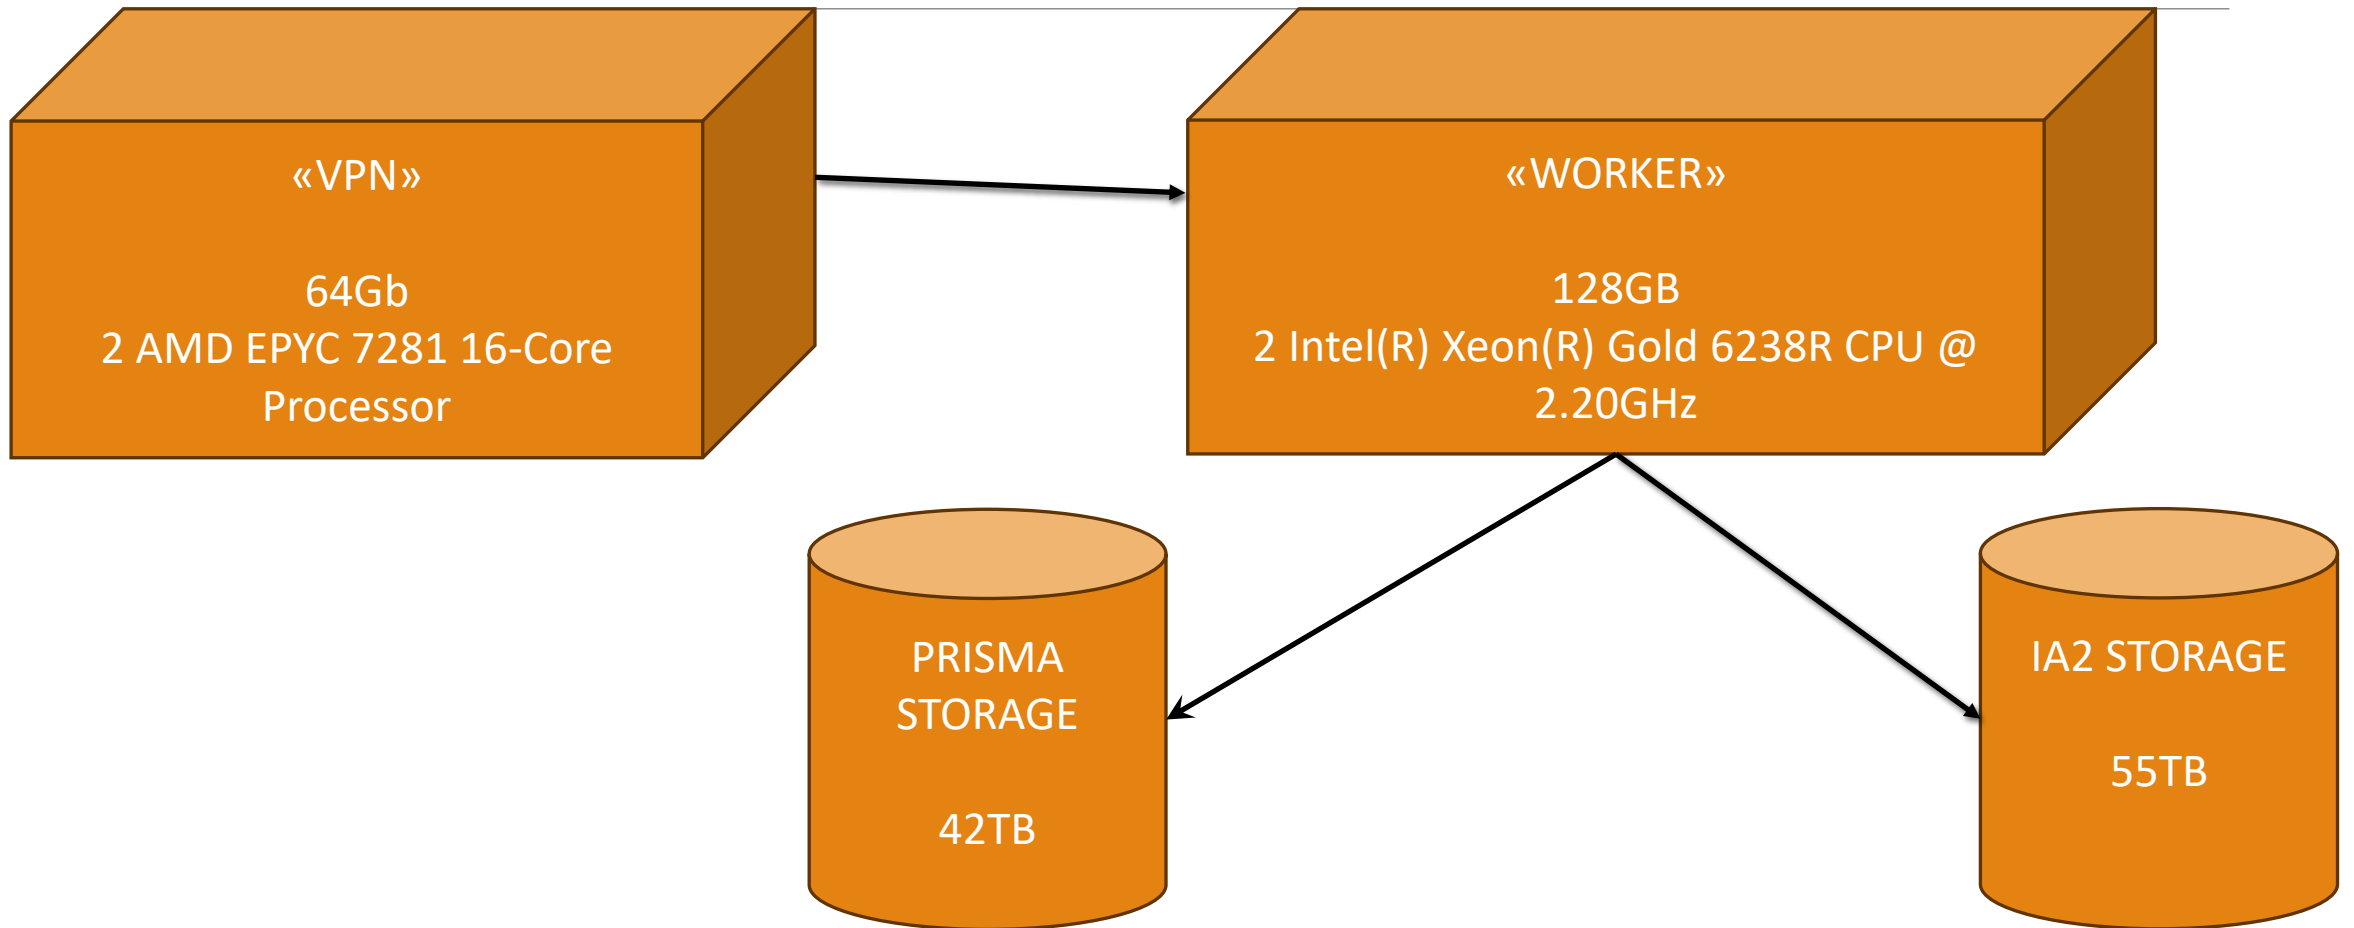 «VPN»
64Gb
2 AMD EPYC 7281 16-Core
Processor
«WORKER»
128GB
2 Intel(R) Xeon(R) Gold 6238R CPU @
2.20GHz
PRISMA
STORAGE
42TB
IA2 STORAGE
55TB